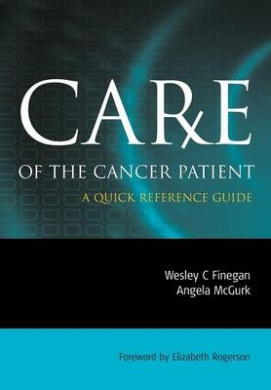 CARE
OF THE CANCER PATIENT
A QUICK REFERENCE GUIDE
Wesley C Finegan
Angela McGurk
Foreword by Elizabeth Rogerson